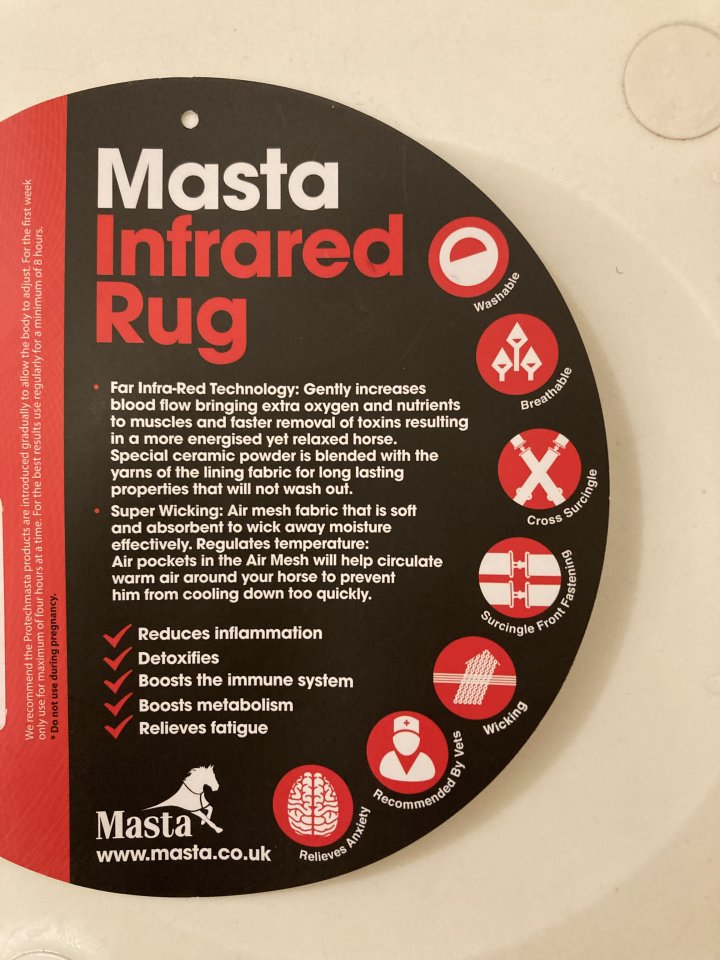 We recommend the Protechmasta products are introduced gradually to allow the body to adjust. For the first week
only use for maximum of four hours at a time. For the best results use regularly for a minimum of 8 hours.
* Do not use during pregnancy.
Masta
Infrared
Rug
• Far Infra-Red Technology: Gently increases
blood flow bringing extra oxygen and nutrients
to muscles and faster removal of toxins resulting
in a more energised yet relaxed horse.
Special ceramic powder is blended with the
yarns of the lining fabric for long lasting
properties that will not wash out.
• Super Wicking: Air mesh fabric that is soft
and absorbent to wick away moisture
effectively. Regulates temperature:
Air pockets in the Air Mesh will help circulate
warm air around your horse to prevent
him from cooling down too quickly.
Reduces inflammation
Detoxifies
Boosts the immune system
Boosts metabolism
Relieves fatigue
Masta
www.masta.co.uk
Washable
Breathable
Cross Surcingle
Surcingle Front Fastening
Wicking
Recommended By Vets
Relieves Anxiety